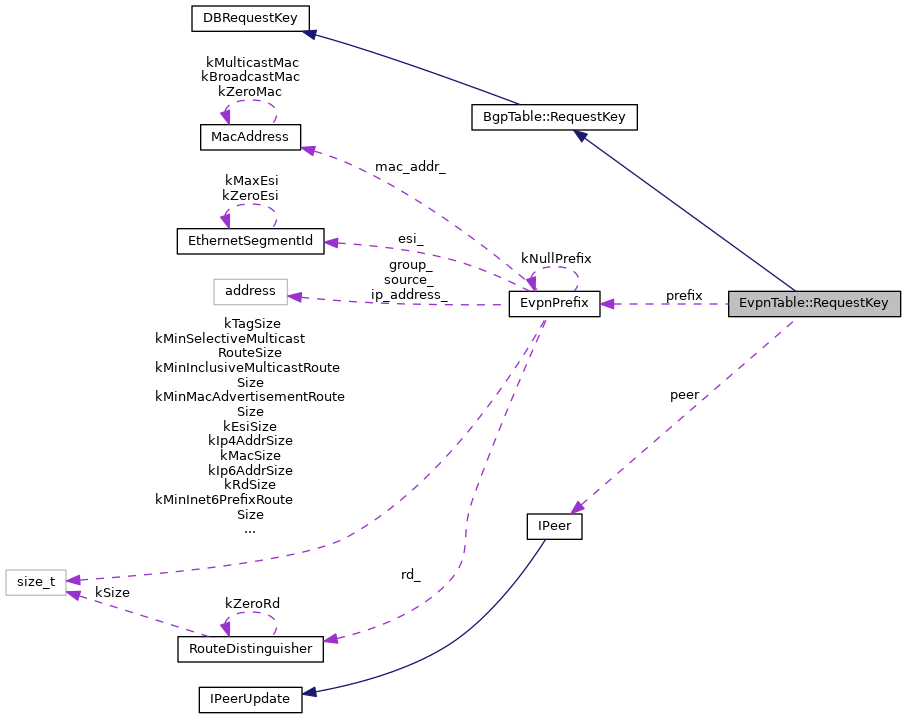 DBRequestKey
kMulticastMac
kBroadcastMac
kZeroMac
BgpTable::RequestKey
MacAddress
mac_addr_
kMaxEsi
kZeroEsi
EthernetSegmentId
esi_
kNullPrefix
group_
source_
ip_address_
address
EvpnPrefix
prefix
EvpnTable::RequestKey
kTagSize
kMinSelectiveMulticast
RouteSize
kMinInclusiveMulticastRoute
Size
kMinMacAdvertisementRoute
Size
kEsiSize
kIp4AddrSize
kMacSize
kIp6AddrSize
kRdSize
kMinInet6PrefixRoute
Size
...
peer
IPeer
size_t
kSize
rd_
kZeroRd
RouteDistinguisher
IPeerUpdate